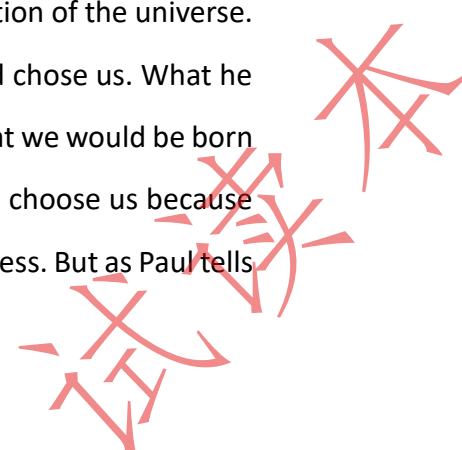 tion of the universe.
l chose us. What he
at we would be born
choose us because
ess. But as Paul tells
试读本